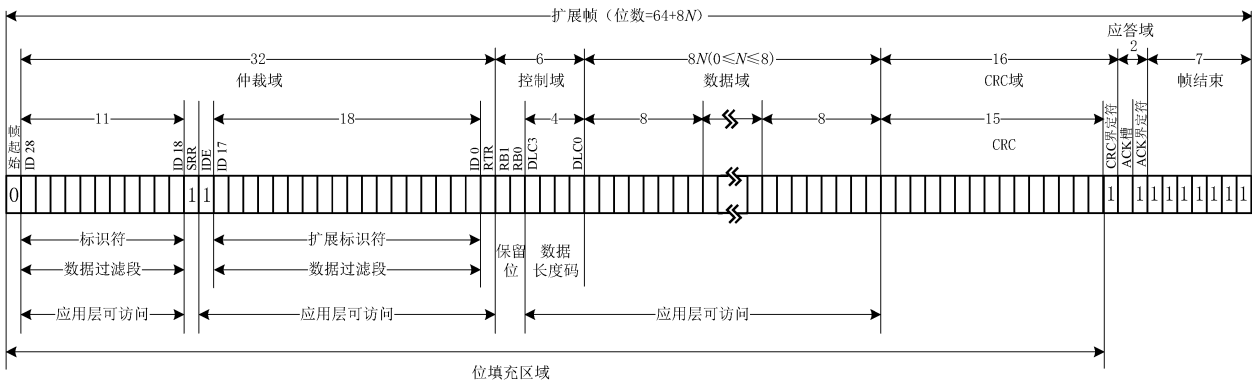 扩展帧（位数=64+8N）
应答域
32 6 8N(0≤N≤8) 16 2 7
仲裁域 控制域 数据域 CRC域 帧结束
11 18 4 8 8 15
CRC
帧起始 ID 28 ID 18 SRR IDE ID 17 ID 0 RTR RB1 RB0 DLC3 DLC0 CRC界定符 ACK槽 ACK界定符
0 1 1 1 1 1 1 1 1 1 1 1
标识符 扩展标识符 保留位 数据长度码
数据过滤段 数据过滤段
应用层可访问 应用层可访问 应用层可访问
位填充区域